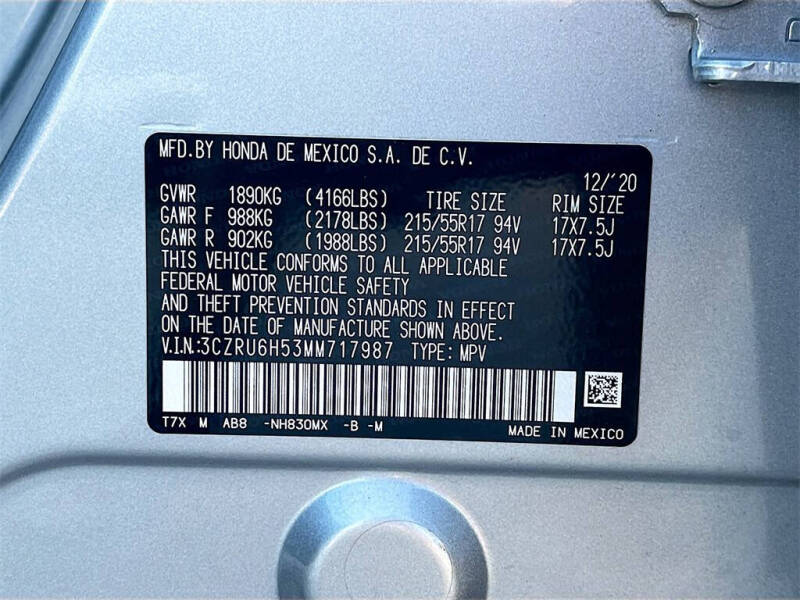 MFD.BY HONDA DE MEXICO S.A. DE C.V.
12/'20
GVWR 1890KG (4166LBS) TIRE SIZE RIM SIZE
GAWR F 988KG (2178LBS) 215/55R17 94V 17X7.5J
GAWR R 902KG (1988LBS) 215/55R17 94V 17X7.5J
THIS VEHICLE CONFORMS TO ALL APPLICABLE
FEDERAL MOTOR VEHICLE SAFETY
AND THEFT PREVENTION STANDARDS IN EFFECT
ON THE DATE OF MANUFACTURE SHOWN ABOVE.
V.I.N.:3CZRU6H53MM717987 TYPE: MPV
T7X M AB8 -NH830MX -B -M MADE IN MEXICO